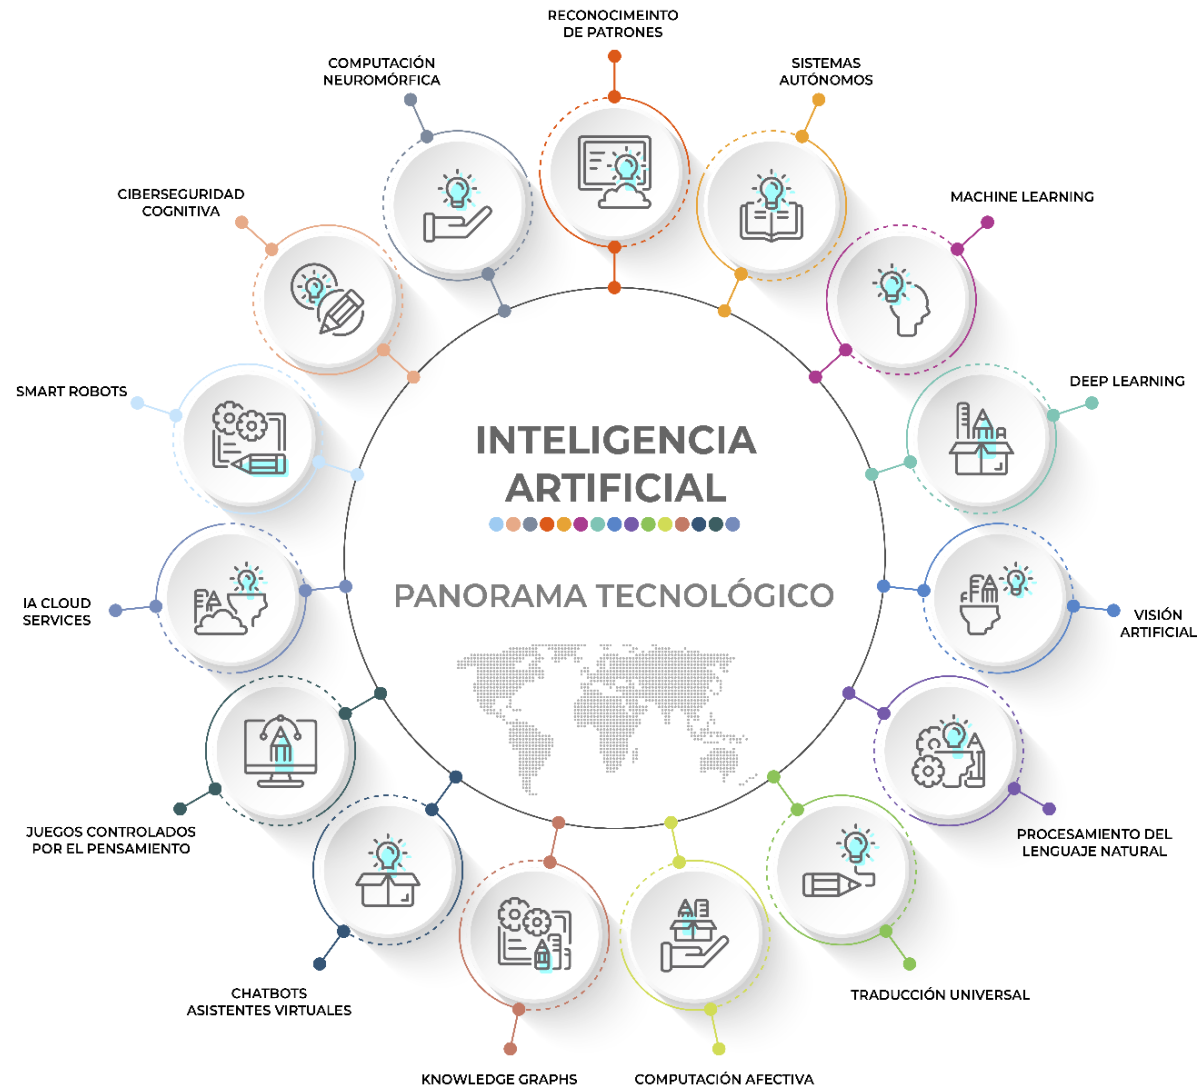 RECONOCIMEINTO
DE PATRONES
SISTEMAS
AUTÓNOMOS
MACHINE LEARNING
DEEP LEARNING
VISIÓN
ARTIFICIAL
PROCESAMIENTO DEL
LENGUAJE NATURAL
TRADUCCIÓN UNIVERSAL
COMPUTACIÓN AFECTIVA
KNOWLEDGE GRAPHS
CHATBOTS
ASISTENTES VIRTUALES
JUEGOS CONTROLADOS
POR EL PENSAMIENTO
IA CLOUD
SERVICES
SMART ROBOTS
CIBERSEGURIDAD
COGNITIVA
COMPUTACIÓN
NEUROMÓRFICA
INTELIGENCIA
ARTIFICIAL
PANORAMA TECNOLÓGICO